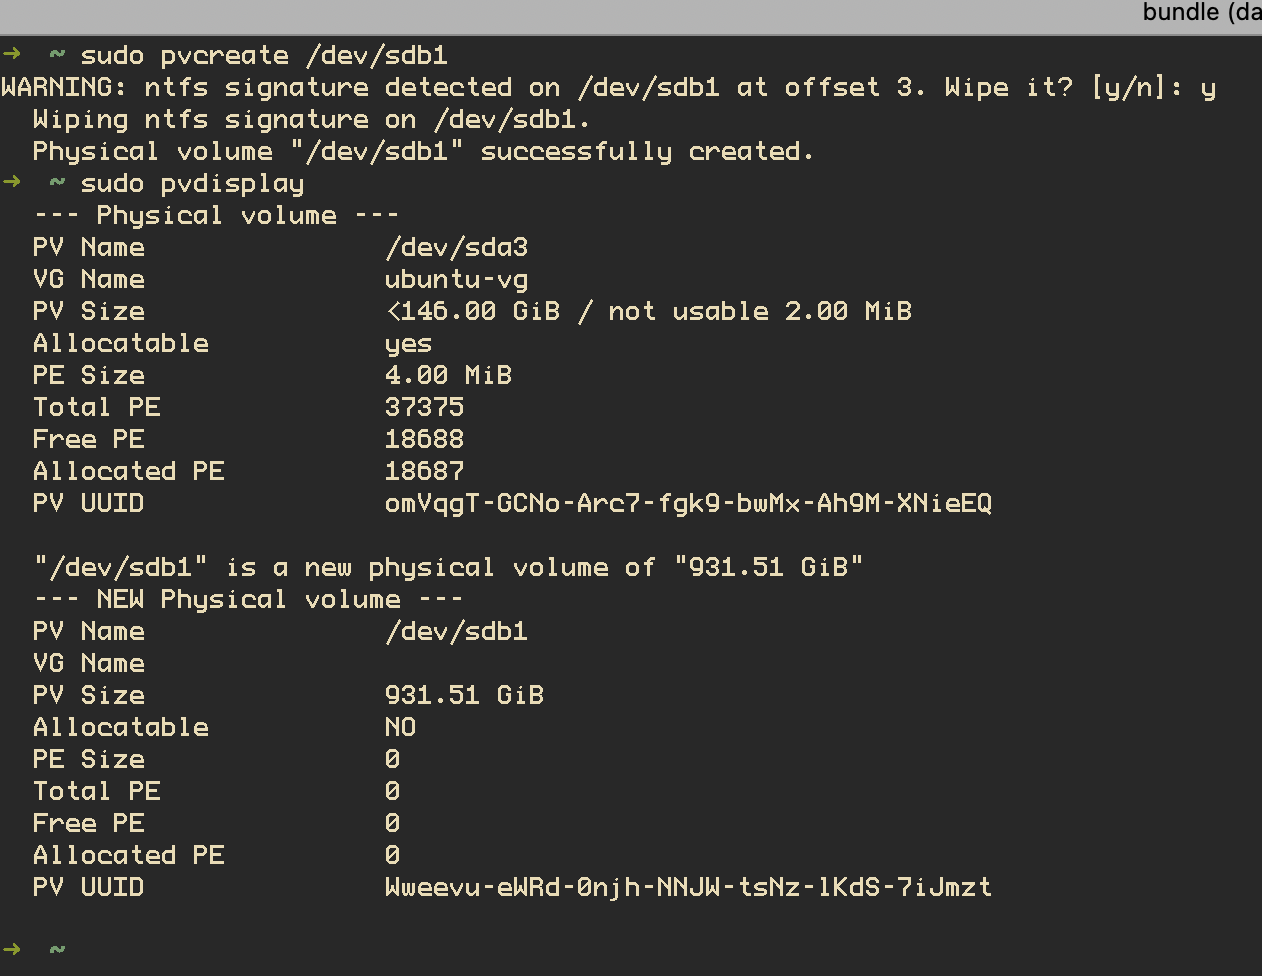 bundle (da
→ ~ sudo pvcreate /dev/sdb1
WARNING: ntfs signature detected on /dev/sdb1 at offset 3. Wipe it? [y/n]: y
  Wiping ntfs signature on /dev/sdb1.
  Physical volume "/dev/sdb1" successfully created.
→ ~ sudo pvdisplay
  --- Physical volume ---
  PV Name               /dev/sda3
  VG Name               ubuntu-vg
  PV Size               <146.00 GiB / not usable 2.00 MiB
  Allocatable           yes
  PE Size               4.00 MiB
  Total PE              37375
  Free PE               18688
  Allocated PE          18687
  PV UUID               omVqgT-GCNo-Arc7-fgk9-bwMx-Ah9M-XNieEQ

  "/dev/sdb1" is a new physical volume of "931.51 GiB"
  --- NEW Physical volume ---
  PV Name               /dev/sdb1
  VG Name
  PV Size               931.51 GiB
  Allocatable           NO
  PE Size               0
  Total PE              0
  Free PE               0
  Allocated PE          0
  PV UUID               Wweevu-eWRd-0njh-NNJW-tsNz-lKdS-7iJmzt

→ ~